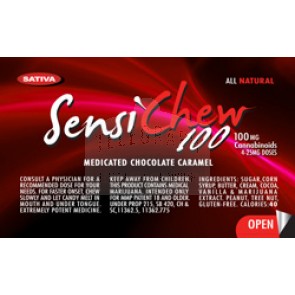 SATIVA
ALL NATURAL
Sensi Chew
100
100MG
Cannabinoids
4-25MG DOSES
MEDICATED CHOCOLATE CARAMEL
CONSULT A PHYSICIAN FOR A
RECOMMENDED DOSE FOR YOUR
NEEDS. FOR FASTER ONSET, CHEW
SLOWLY AND LET CANDY MELT IN
MOUTH AND UNDER TONGUE.
EXTREMELY POTENT MEDICINE.
KEEP AWAY FROM CHILDREN.
THIS PRODUCT CONTAINS MEDICAL
MARIJUANA. INTENDED ONLY
FOR MMP PATIENT 18 AND OLDER.
UNDER PROP 215, SB 420, CH &
SC,11362.5, 11362.775
INGREDIENTS: SUGAR,CORN
SYRUP, BUTTER, CREAM, COCOA,
VANILLA & MARIJUANA
EXTRACT. PEANUT, TREE NUT,
GLUTEN-FREE. CALORIES: 40
OPEN